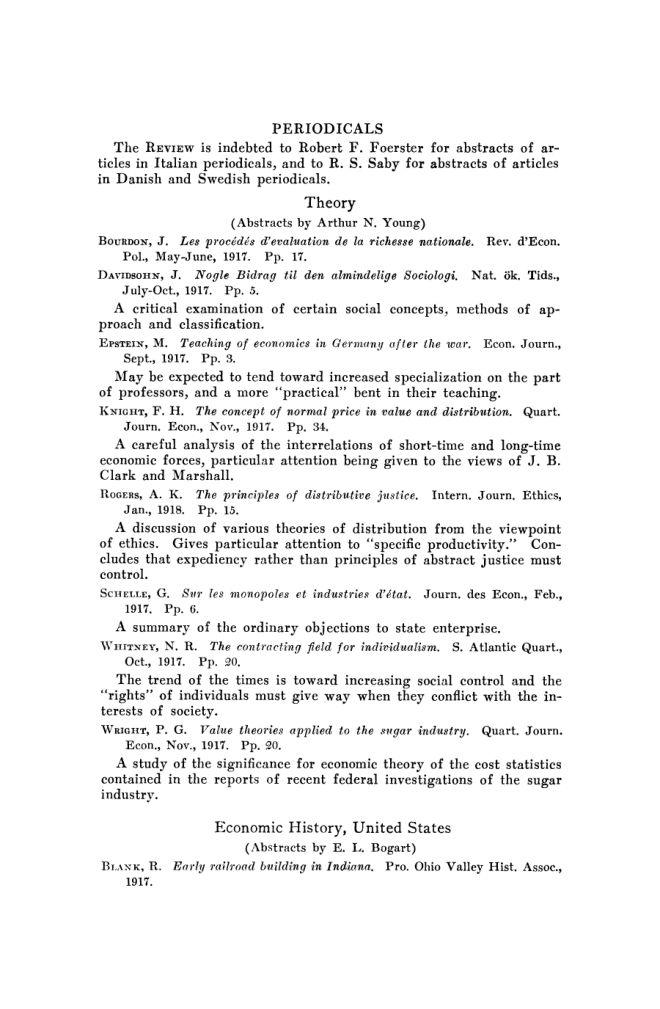 PERIODICALS
The REVIEW is indebted to Robert F. Foerster for abstracts of ar-
ticles in Italian periodicals, and to R. S. Saby for abstracts of articles
in Danish and Swedish periodicals.
Theory
(Abstracts by Arthur N. Young)
BOURDON, J. Les procédés d'evaluation de la richesse nationale. Rev. d'Econ.
Pol., May-June, 1917. Pp. 17.
DAVIDSOHN, J. Nogle Bidrag til den almindelige Sociologi. Nat. ök. Tids.,
July-Oct., 1917. Pp. 5.
A critical examination of certain social concepts, methods of ap-
proach and classification.
EPSTEIN, M. Teaching of economics in Germany after the war. Econ. Journ.,
Sept., 1917. Pp. 3.
May be expected to tend toward increased specialization on the part
of professors, and a more "practical" bent in their teaching.
KNIGHT, F. H. The concept of normal price in value and distribution. Quart.
Journ. Econ., Nov., 1917. Pp. 34.
A careful analysis of the interrelations of short-time and long-time
economic forces, particular attention being given to the views of J. B.
Clark and Marshall.
ROGERS, A. K. The principles of distributive justice. Intern. Journ. Ethics,
Jan., 1918. Pp. 15.
A discussion of various theories of distribution from the viewpoint
of ethics. Gives particular attention to "specific productivity." Con-
cludes that expediency rather than principles of abstract justice must
control.
SCHELLE, G. Sur les monopoles et industries d'état. Journ. des Econ., Feb.,
1917. Pp. 6.
A summary of the ordinary objections to state enterprise.
WHITNEY, N. R. The contracting field for individualism. S. Atlantic Quart.,
Oct., 1917. Pp. 20.
The trend of the times is toward increasing social control and the
"rights" of individuals must give way when they conflict with the in-
terests of society.
WRIGHT, P. G. Value theories applied to the sugar industry. Quart. Journ.
Econ., Nov., 1917. Pp. 20.
A study of the significance for economic theory of the cost statistics
contained in the reports of recent federal investigations of the sugar
industry.
Economic History, United States
(Abstracts by E. L. Bogart)
BLANK, R. Early railroad building in Indiana. Pro. Ohio Valley Hist. Assoc.,
1917.